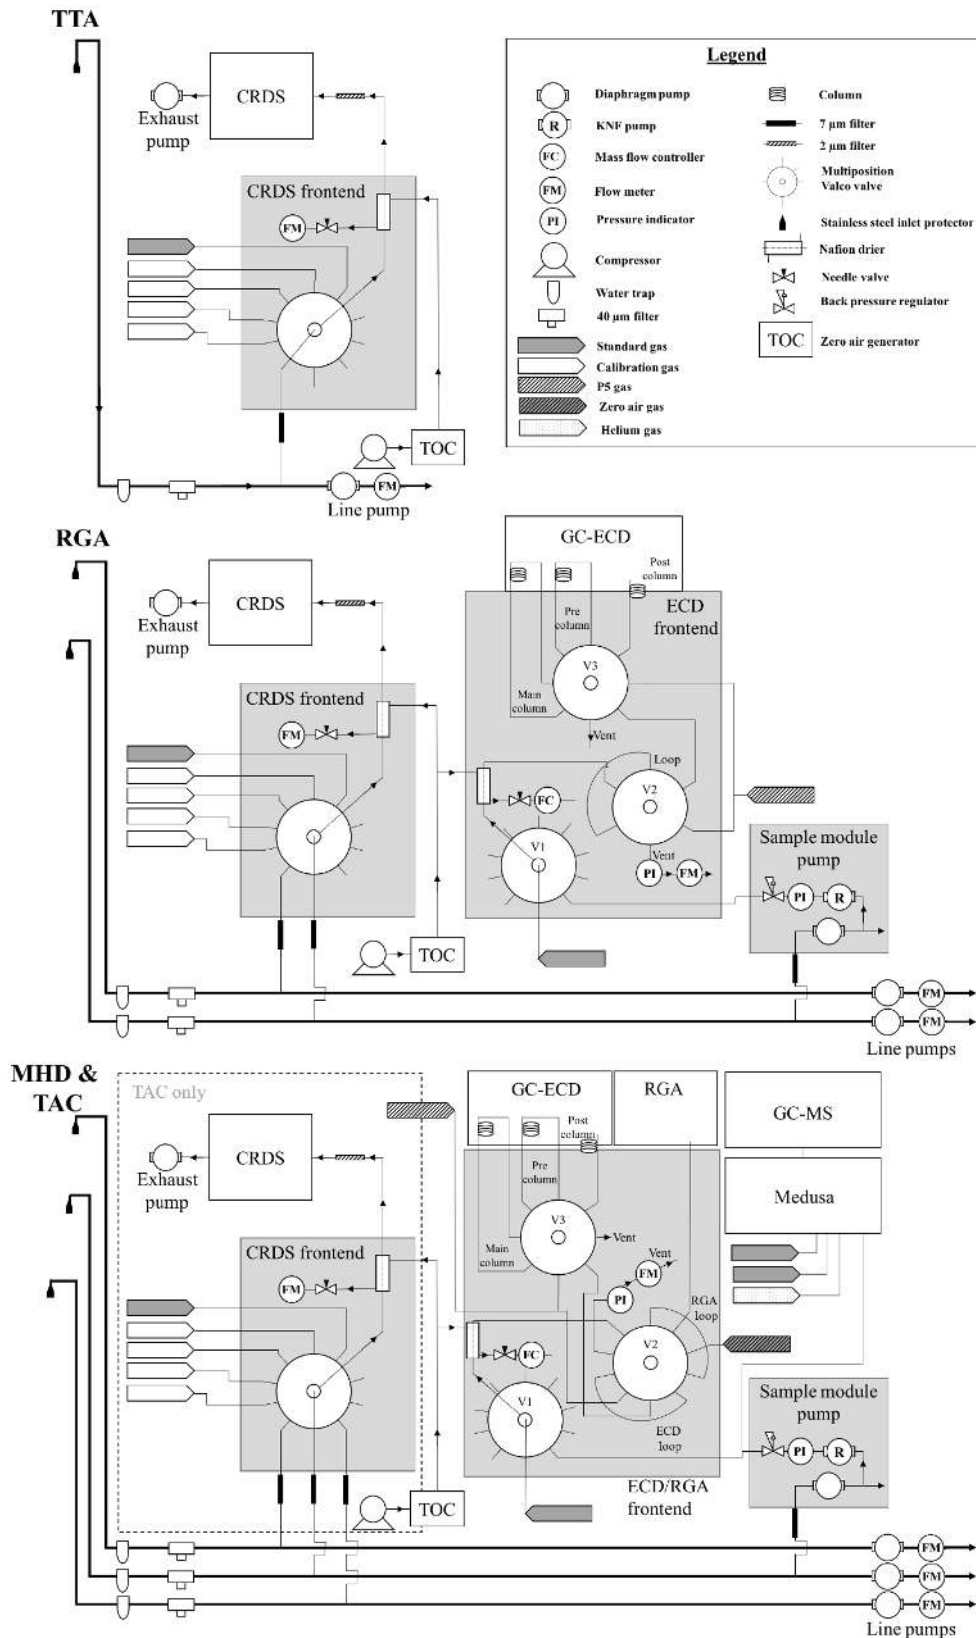 TTA
CRDS
Exhaust
pump
CRDS frontend
FM
TOC
FM
Line pump
Legend
Diaphragm pump
R
KNF pump
FC
Mass flow controller
FM
Flow meter
PI
Pressure indicator
Compressor
Water trap
40 µm filter
Standard gas
Calibration gas
P5 gas
Zero air gas
Helium gas
Column
7 µm filter
2 µm filter
Multiposition
Valco valve
Stainless steel inlet protector
Nafion drier
Needle valve
Back pressure regulator
TOC
Zero air generator
RGA
CRDS
Exhaust
pump
CRDS frontend
FM
TOC
GC-ECD
Post
column
ECD
frontend
Pre
column
V3
Main
column
Vent
Loop
V2
FC
V1
Vent
PI
FM
Sample module
pump
PI
R
FM
FM
Line pumps
MHD &
TAC
TAC only
CRDS
Exhaust
pump
CRDS frontend
FM
TOC
GC-ECD
Post
column
RGA
GC-MS
Medusa
Pre
column
V3
Main
column
Vent
Vent
FM
PI
RGA
loop
V2
FC
V1
ECD
loop
ECD/RGA
frontend
Sample module
pump
PI
R
FM
FM
FM
Line pumps